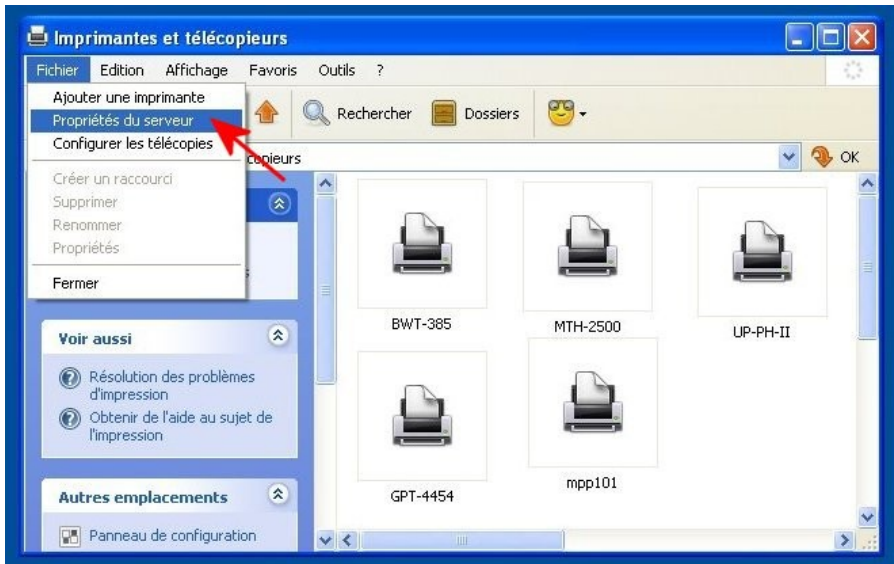 Imprimantes et télécopieurs
Fichier Edition Affichage Favoris Outils ?
Ajouter une imprimante
Propriétés du serveur
Configurer les télécopies
Créer un raccourci
Supprimer
Renommer
Propriétés
Fermer
Rechercher Dossiers
copieurs
OK
Voir aussi
Résolution des problèmes
d'impression
Obtenir de l'aide au sujet de
l'impression
Autres emplacements
Panneau de configuration
BWT-385 MTH-2500 UP-PH-II
GPT-4454 mpp101